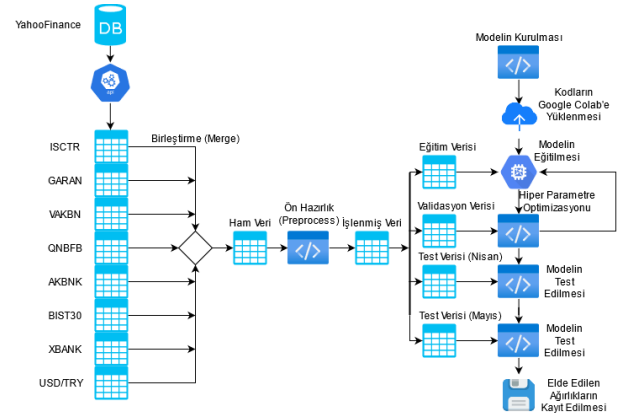 YahooFinance
DB
API
ISCTR
GARAN
VAKBN
QNBFB
AKBNK
BIST30
XBANK
USD/TRY
Birleştirme (Merge)
Ham Veri
Ön Hazırlık
(Preprocess)
İşlenmiş Veri
Eğitim Verisi
Validasyon Verisi
Test Verisi (Nisan)
Test Verisi (Mayıs)
Modelin Kurulması
Kodların
Google Colab'e
Yüklenmesi
Modelin
Eğitilmesi
Hiper Parametre
Optimizasyonu
Modelin
Test
Edilmesi
Modelin
Test
Edilmesi
Elde Edilen
Ağırlıkların
Kayıt Edilmesi